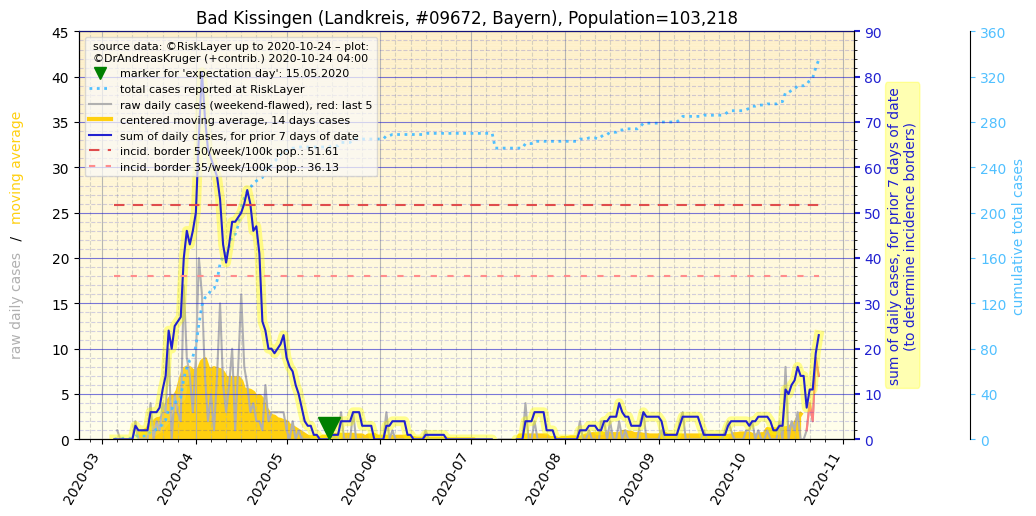 Bad Kissingen (Landkreis, #09672, Bayern), Population=103,218
source data: ©RiskLayer up to 2020-10-24 – plot:
©DrAndreasKruger (+contrib.) 2020-10-24 04:00
marker for 'expectation day': 15.05.2020
total cases reported at RiskLayer
raw daily cases (weekend-flawed), red: last 5
centered moving average, 14 days cases
sum of daily cases, for prior 7 days of date
incid. border 50/week/100k pop.: 51.61
incid. border 35/week/100k pop.: 36.13
raw daily cases / moving average
45
40
35
30
25
20
15
10
5
0
2020-03
2020-04
2020-05
2020-06
2020-07
2020-08
2020-09
2020-10
2020-11
90
80
70
60
50
40
30
20
10
0
sum of daily cases, for prior 7 days of date
(to determine incidence borders)
360
320
280
240
200
160
120
80
40
0
cumulative total cases